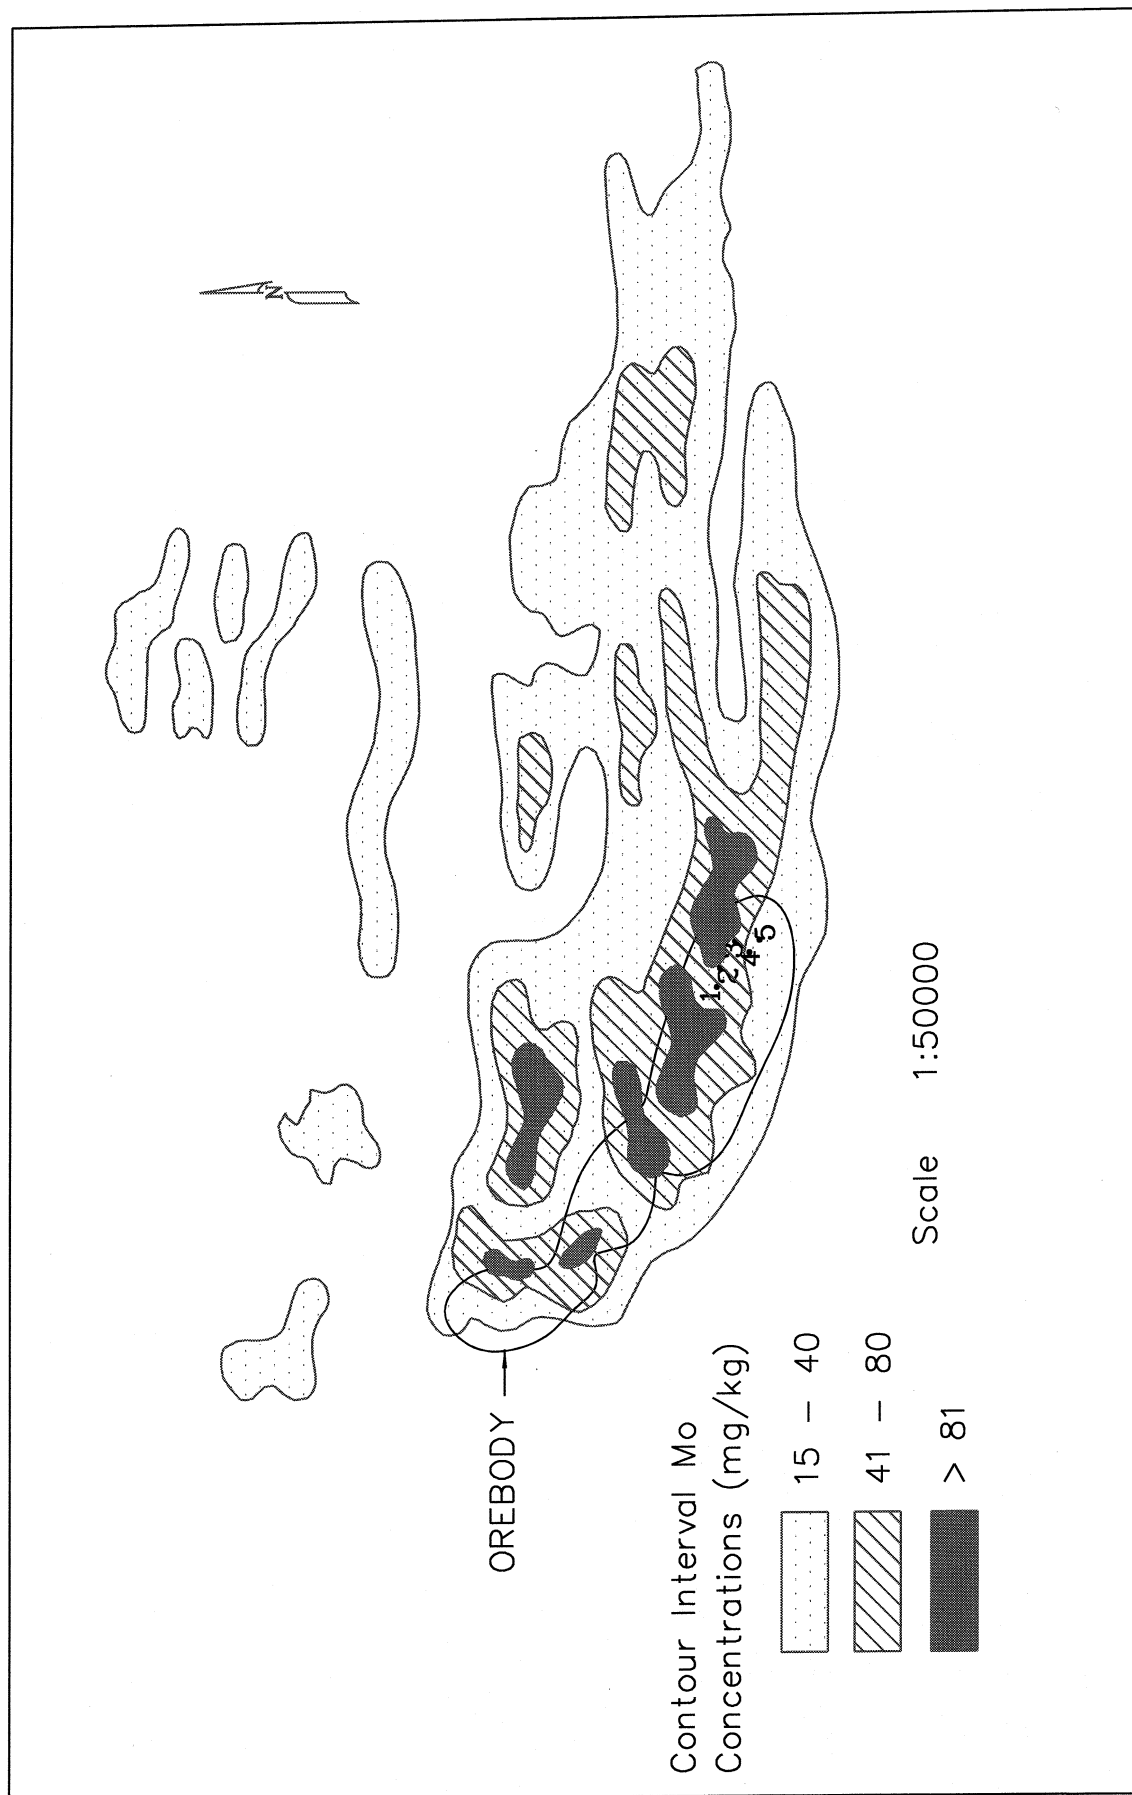 N
1.
2
3
4.
5
OREBODY
Contour Interval Mo
Concentrations (mg/kg)
15 – 40
41 – 80
> 81
Scale 1:50000